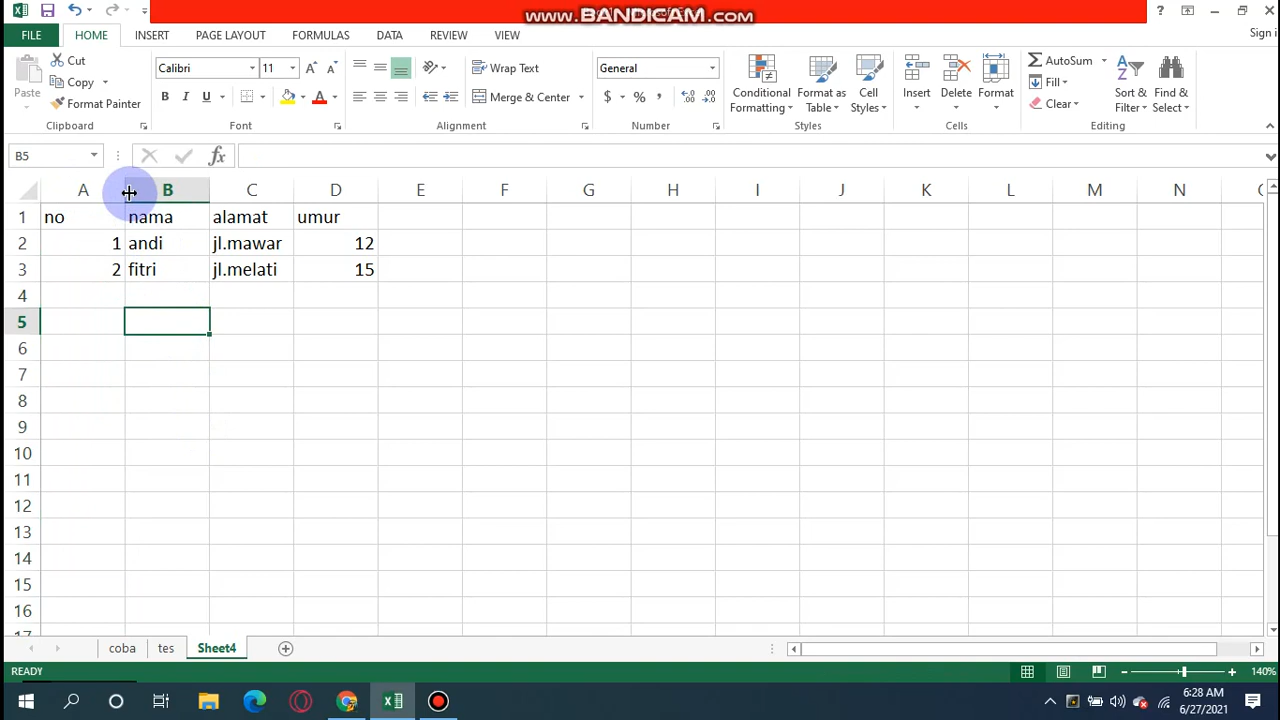 www.BANDICAM.com
FILE HOME INSERT PAGE LAYOUT FORMULAS DATA REVIEW VIEW Sign i
Paste Cut Copy Format Painter Clipboard
Calibri 11 B I U A Font
Wrap Text Merge & Center Alignment
General $ % , Number
Conditional Formatting Format as Table Cell Styles Styles
Insert Delete Format Cells
AutoSum Fill Clear Sort & Filter Find & Select Editing
B5 fx
A B C D E F G H I J K L M N
1 no nama alamat umur
2 1 andi jl.mawar 12
3 2 fitri jl.melati 15
4
5
6
7
8
9
10
11
12
13
14
15
16
17
coba tes Sheet4
READY 140%
6:28 AM
6/27/2021